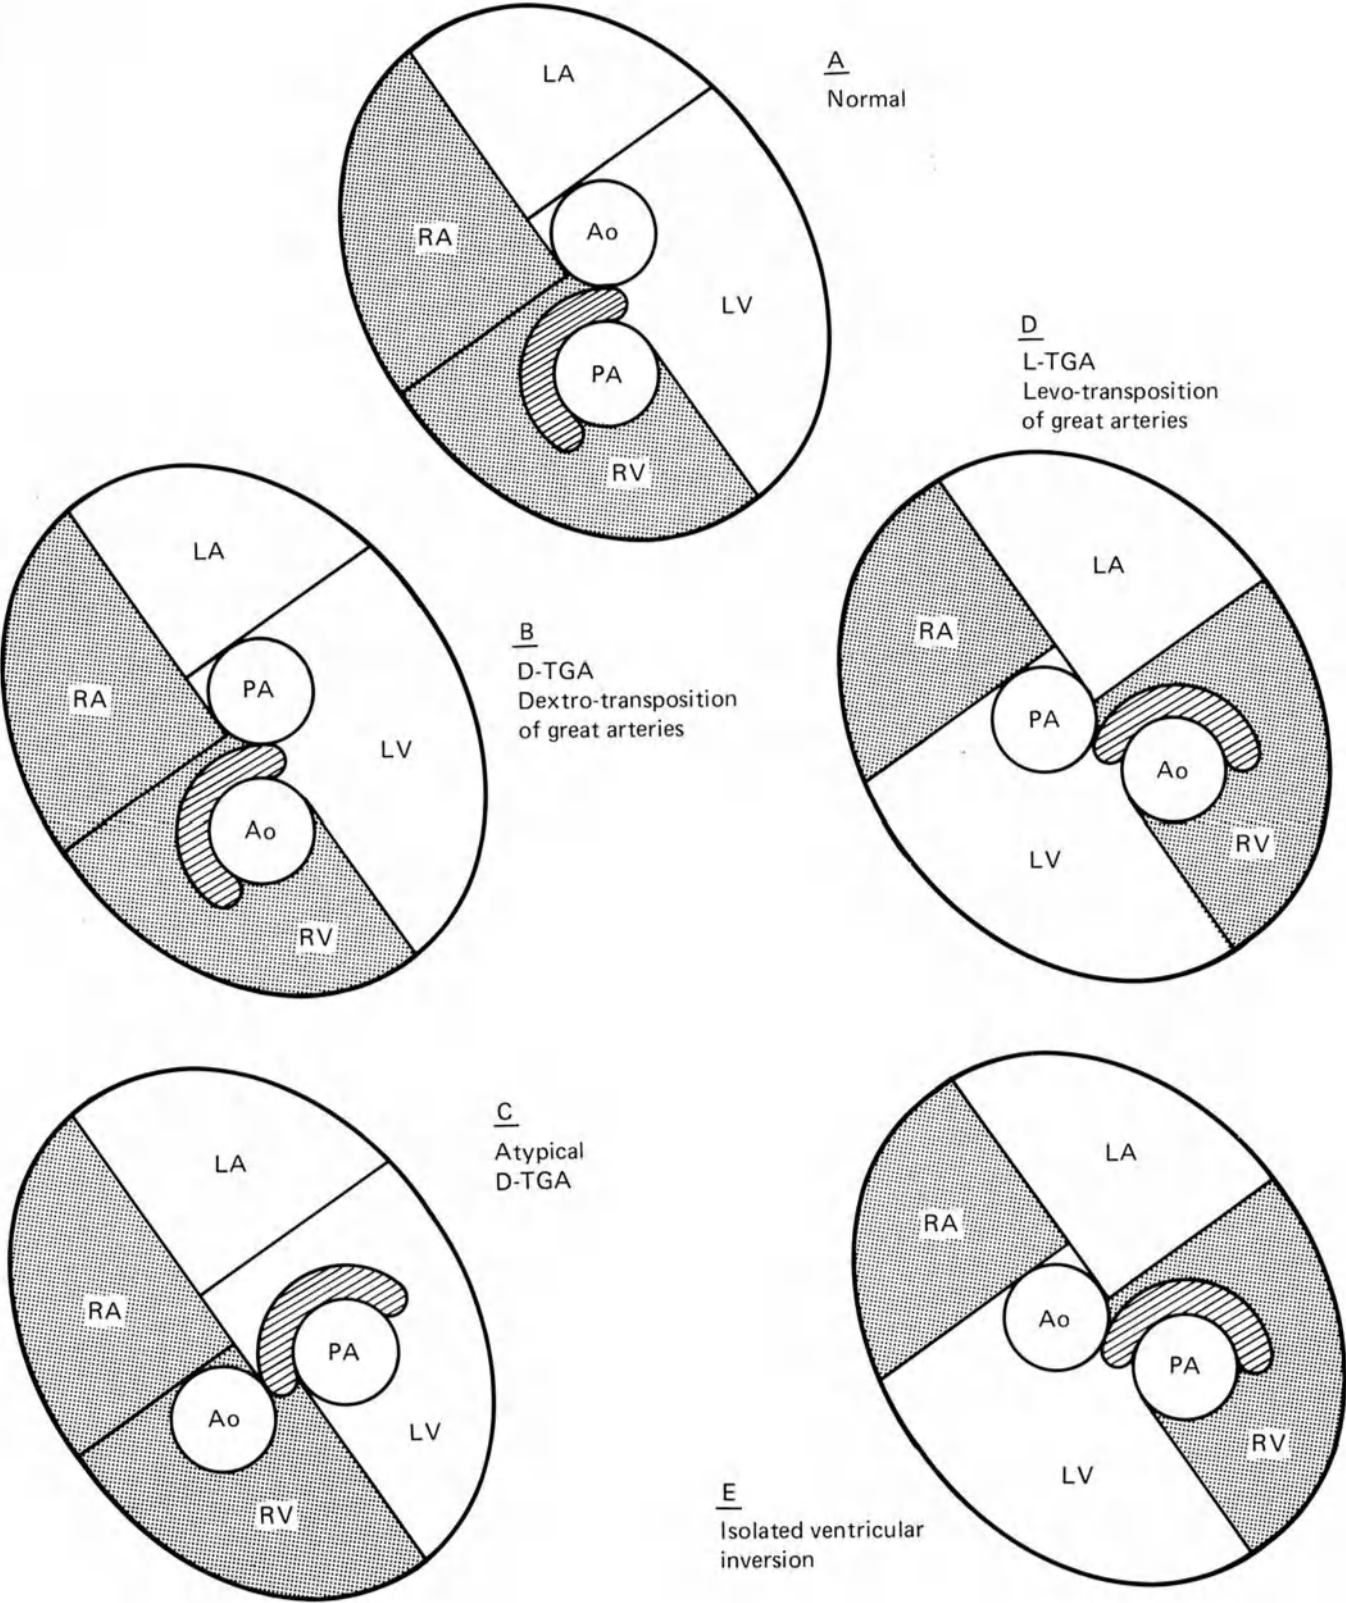 A
Normal
LA
RA
Ao
LV
PA
RV
B
D-TGA
Dextro-transposition
of great arteries
LA
RA
PA
LV
Ao
RV
C
Atypical
D-TGA
LA
RA
PA
Ao
LV
RV
D
L-TGA
Levo-transposition
of great arteries
LA
RA
PA
Ao
LV
RV
E
Isolated ventricular
inversion
LA
RA
Ao
PA
RV
LV